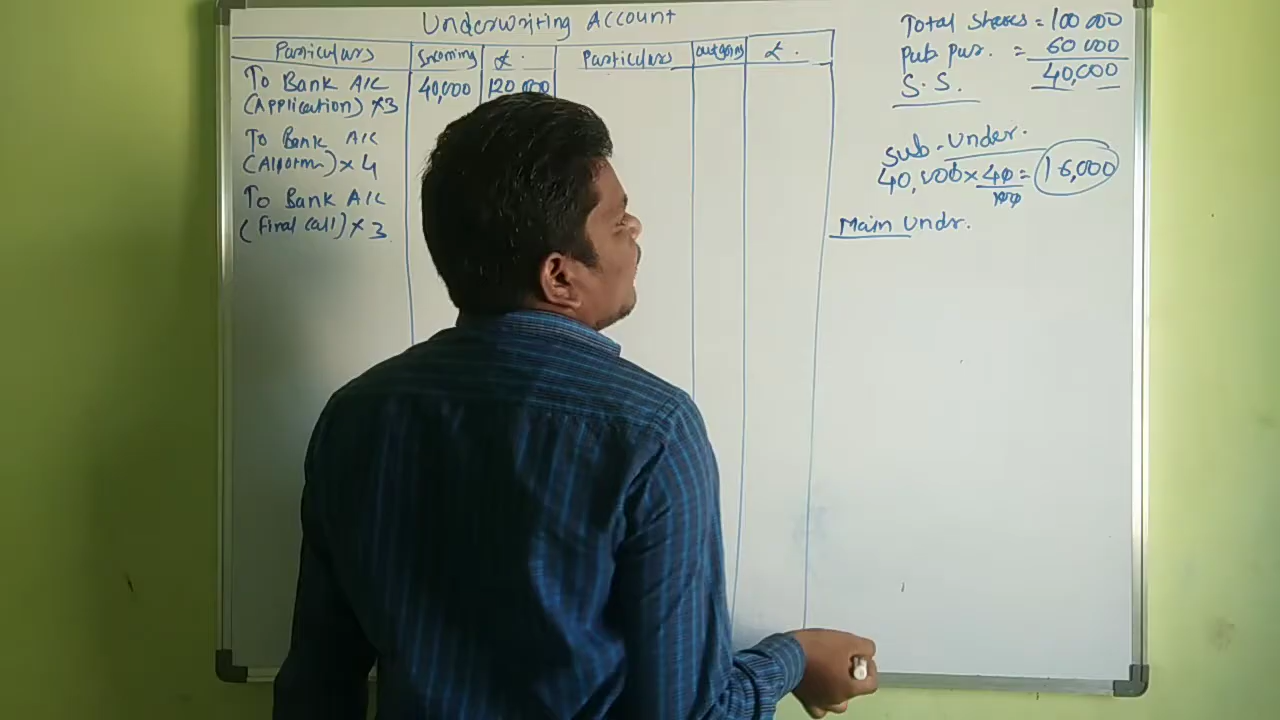 Underwriting Account
Particulars Incoming ₤. Particulars outgoing ₤.
To Bank A/C 40,000 120 000
(Application) ×3
To Bank A/C
× 4
To Bank A/C
(Final Call) × 3
Total Shares = 100 000
Pub Pur. = 60 000
S.S. 40,000
Sub-Under.
40,000 × 40/100 = 16,000
Main Undr.